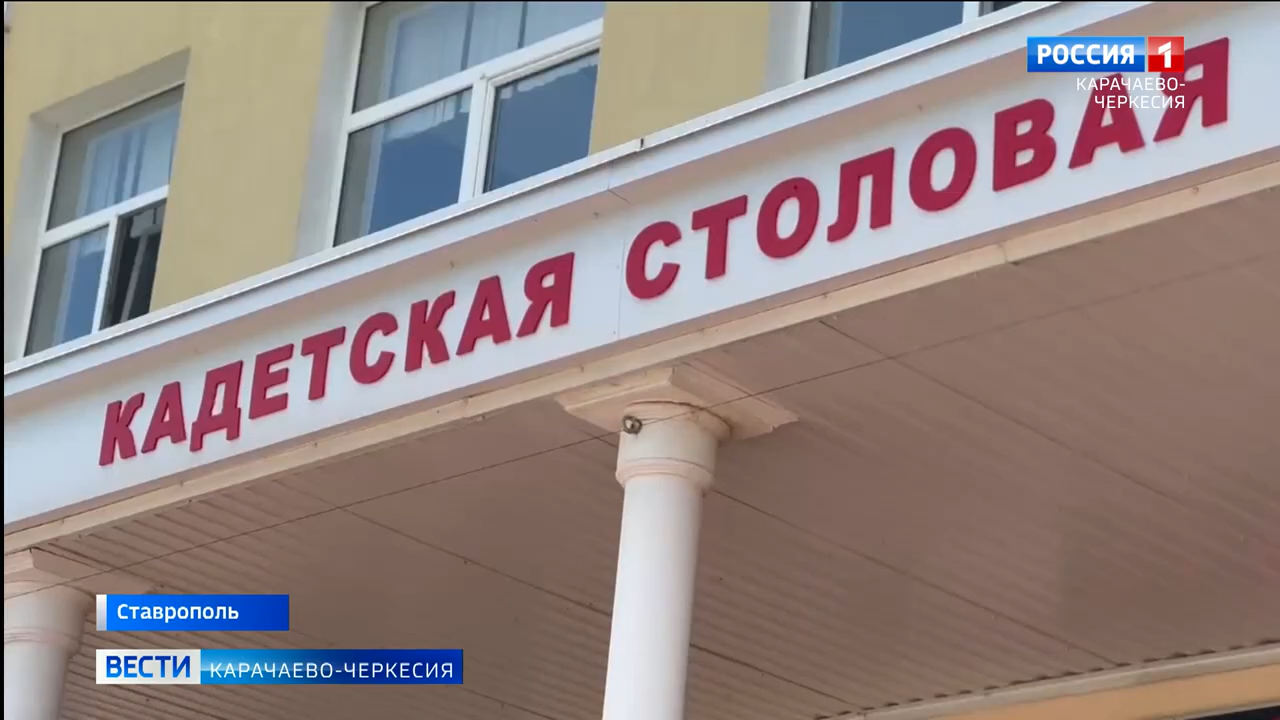 РОССИЯ 1
КАРАЧАЕВО-
ЧЕРКЕСИЯ
КАДЕТСКАЯ СТОЛОВАЯ
Ставрополь
ВЕСТИ КАРАЧАЕВО-ЧЕРКЕСИЯ